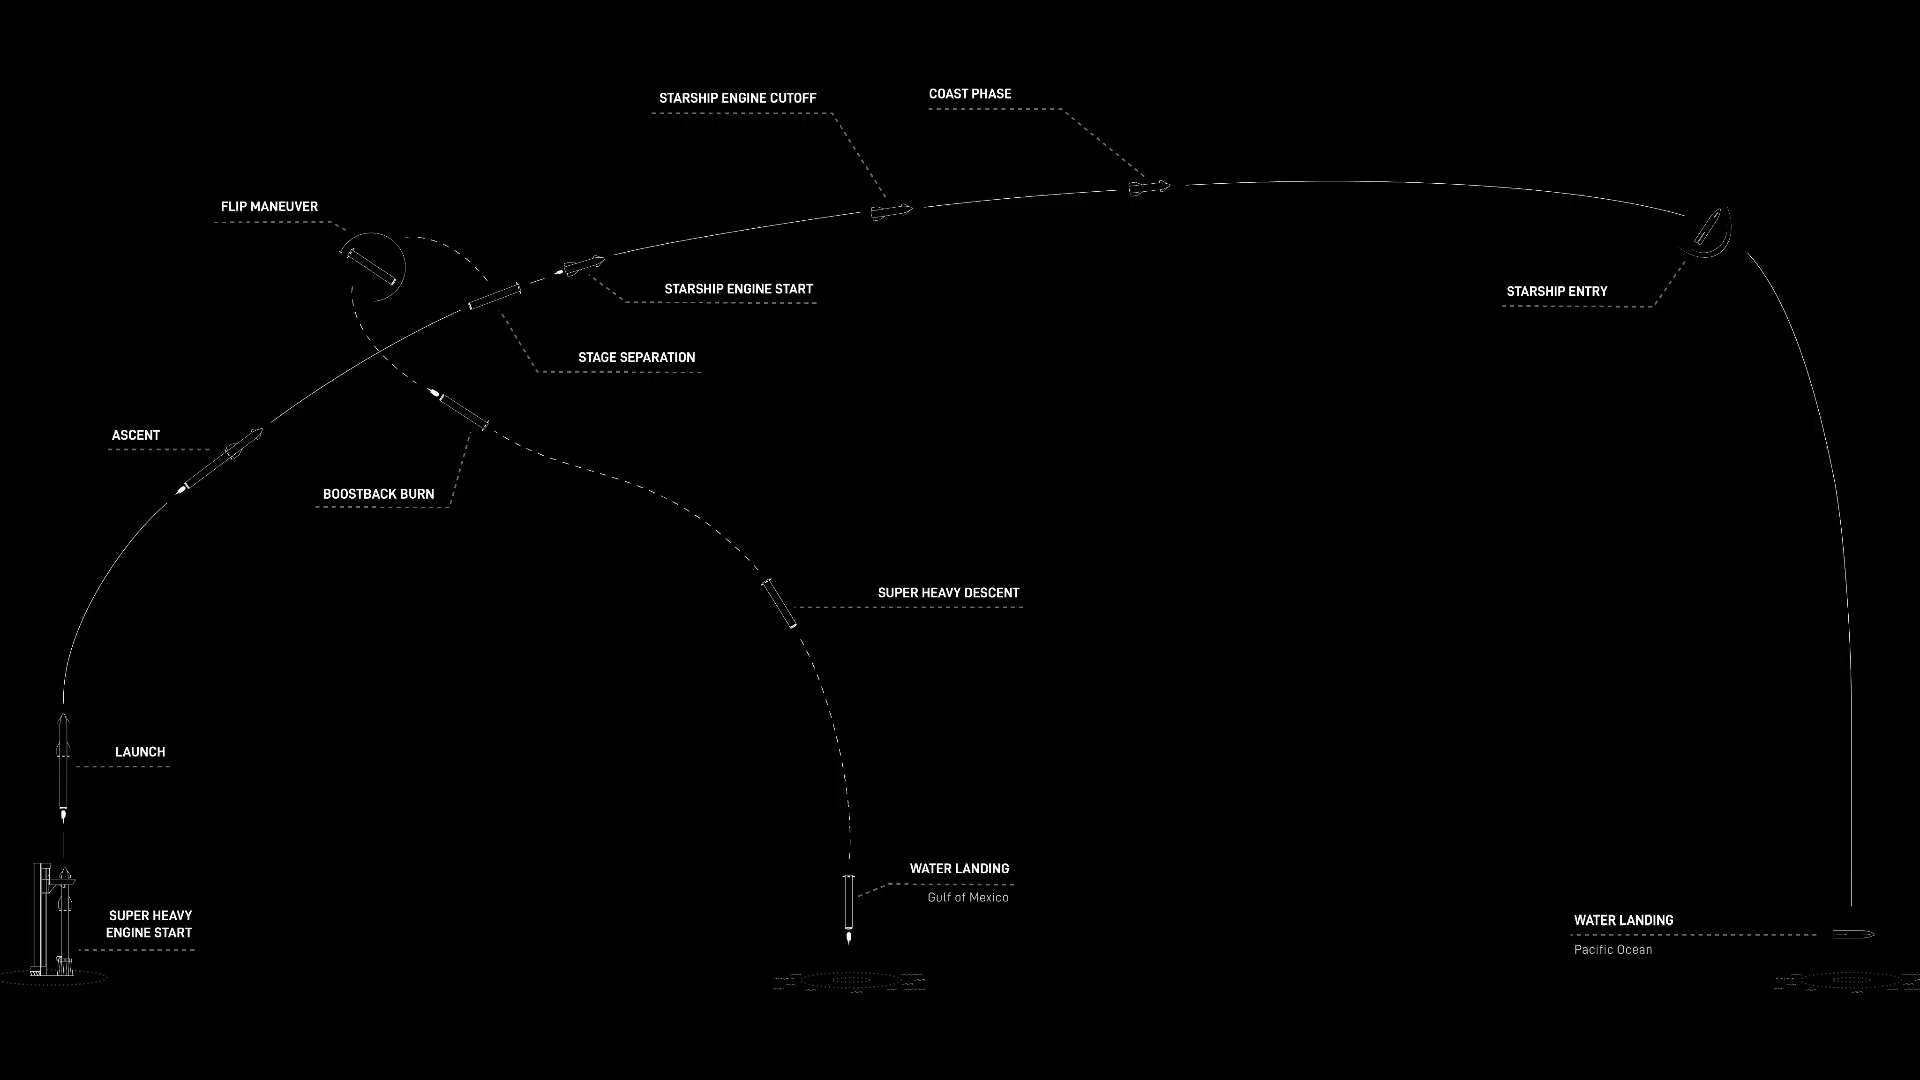 COAST PHASE
STARSHIP ENGINE CUTOFF
FLIP MANEUVER
STARSHIP ENGINE START
STARSHIP ENTRY
STAGE SEPARATION
ASCENT
BOOSTBACK BURN
SUPER HEAVY DESCENT
LAUNCH
WATER LANDING
Gulf of Mexico
SUPER HEAVY
ENGINE START
WATER LANDING
Pacific Ocean